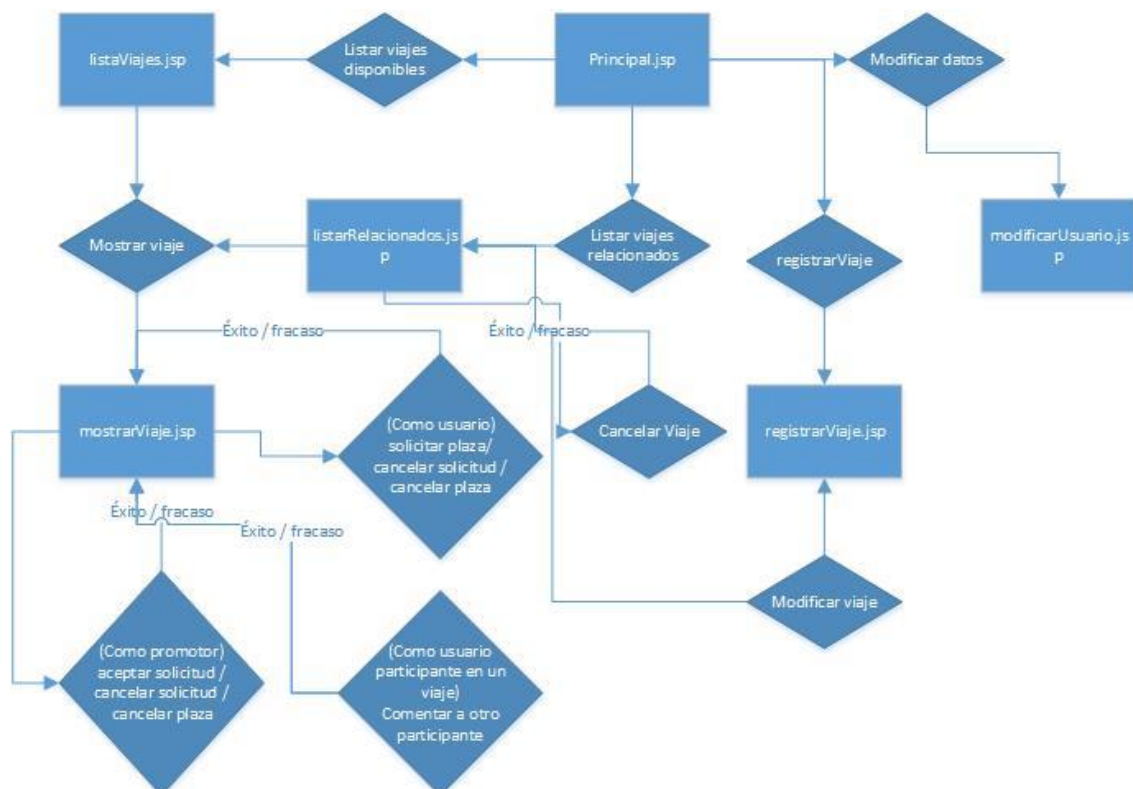 listaViajes.jsp
Listar viajes
disponibles
Principal.jsp
Modificar datos
Mostrar viaje
listarRelacionados.js
p
Listar viajes
relacionados
registrarViaje
modificarUsuario.js
p
Éxito / fracaso
Éxito / fracaso
mostrarViaje.jsp
(Como usuario)
solicitar plaza/
cancelar solicitud /
cancelar plaza
Cancelar Viaje
registrarViaje.jsp
Éxito / fracaso
Éxito / fracaso
Modificar viaje
(Como promotor)
aceptar solicitud /
cancelar solicitud /
cancelar plaza
(Como usuario
participante en un
viaje)
Comentar a otro
participante